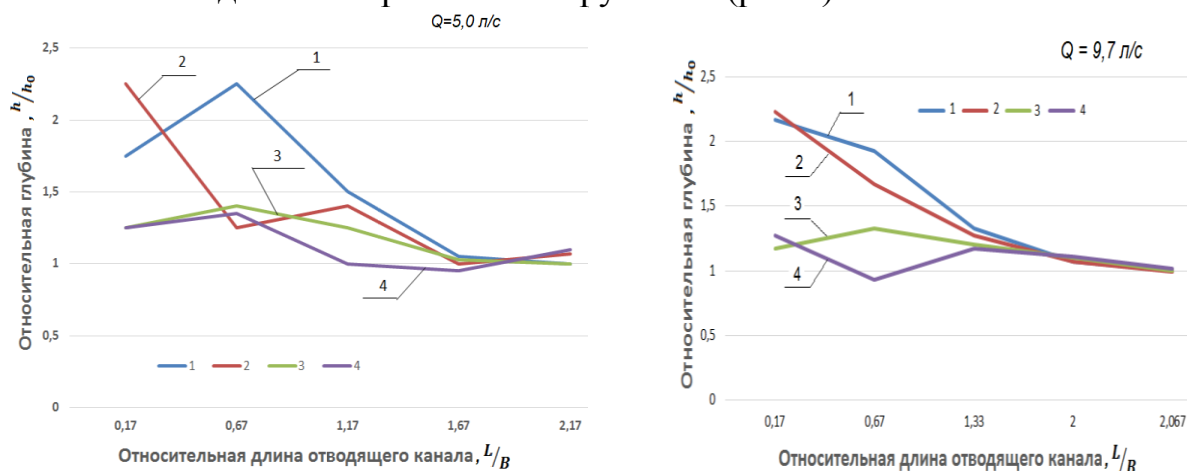 Q=5,0 л/с
2,5
2
1,5
1
0,5
0
Относительная глубина , h/h₀
2
1
3
4
1 2 3 4
0,17 0,67 1,17 1,67 2,17
Относительная длина отводящего канала, L/B
Q = 9,7 л/с
2,5
2
1,5
1
0,5
0
Относительная глубина , h/h₀
1 2 3 4
1
2
3
4
0,17 0,67 1,33 2 2,067
Относительная длина отводящего канала, L/B